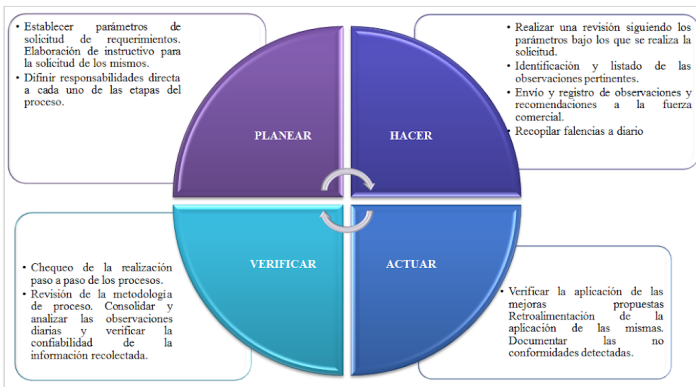 • Establecer parámetros de
solicitud de requerimientos.
Elaboración de instructivo para
la solicitud de los mismos.
• Difinir responsabilidades directa
a cada uno de las etapas del
proceso.
• Realizar una revisión siguiendo los
parámetros bajo los que se realiza la
solicitud.
• Identificación y listado de las
observaciones pertinentes.
• Envío y registro de observaciones y
recomendaciones a la fuerza
comercial.
• Recopilar falencias a diario
PLANEAR
HACER
VERIFICAR
ACTUAR
• Chequeo de la realización
paso a paso de los procesos.
• Revisión de la metodología
de proceso. Consolidar y
analizar las observaciones
diarias y verificar la
confiabilidad de la
información recolectada.
• Verificar la aplicación de las
mejoras propuestas
Retroalimentación de la
aplicación de las mismas.
Documentar las no
conformidades detectadas.